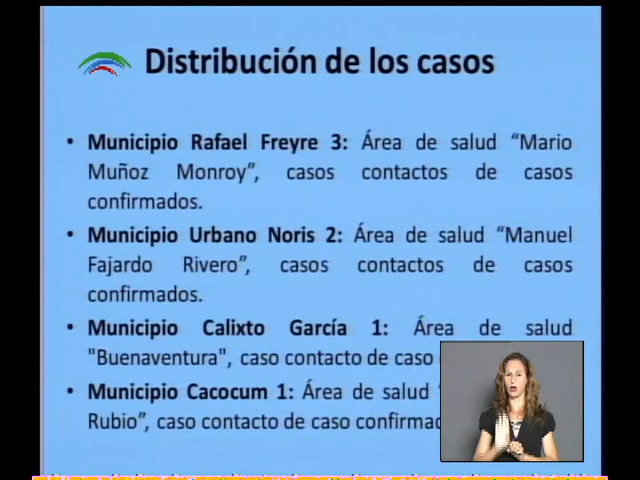 Distribución de los casos
• Municipio Rafael Freyre 3: Área de salud “Mario
Muñoz Monroy”, casos contactos de casos
confirmados.
• Municipio Urbano Noris 2: Área de salud “Manuel
Fajardo Rivero”, casos contactos de casos
confirmados.
• Municipio Calixto García 1: Área de salud
"Buenaventura", caso contacto de caso
• Municipio Cacocum 1: Área de salud
Rubio”, caso contacto de caso